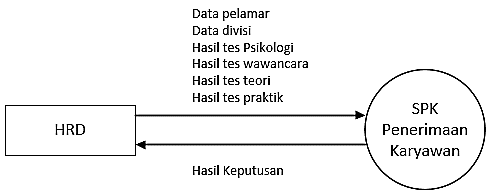 Data pelamar
Data divisi
Hasil tes Psikologi
Hasil tes wawancara
Hasil tes teori
Hasil tes praktik
HRD
SPK
Penerimaan
Karyawan
Hasil Keputusan